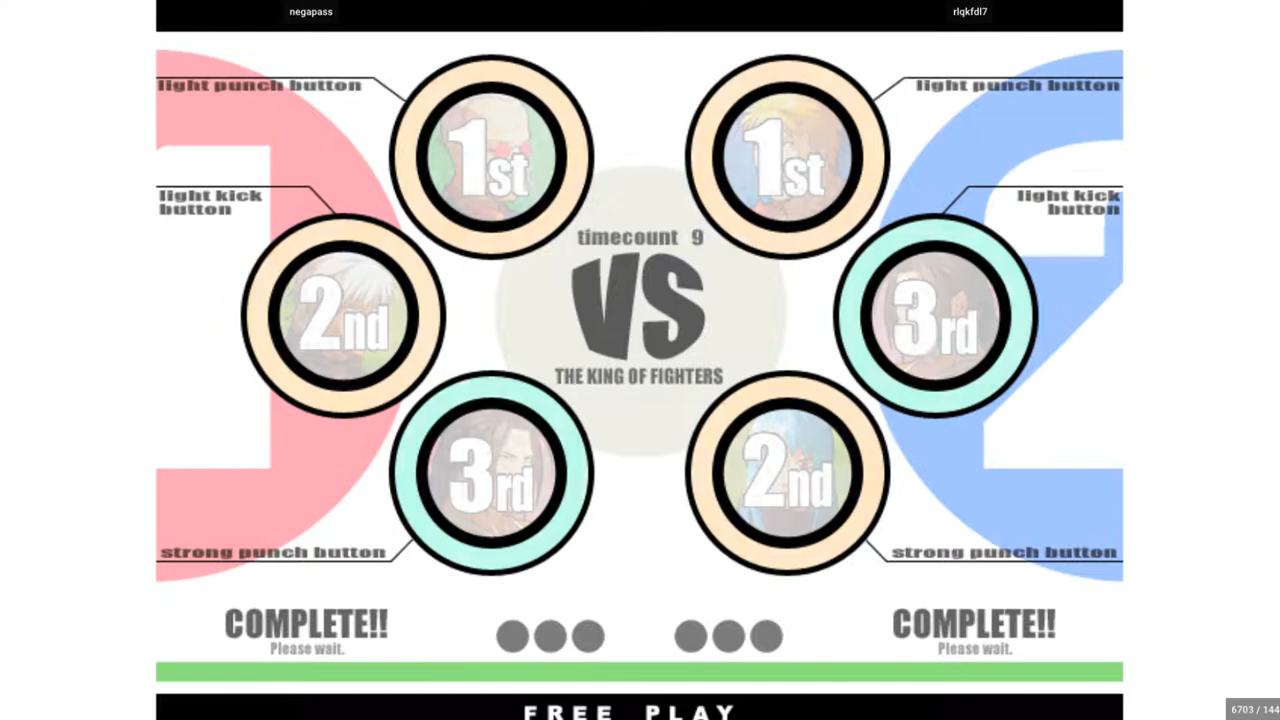 negapass
rlqkfdl7
light punch button
light punch button
1st
1st
light kick
button
light kick
button
timecount 9
VS
THE KING OF FIGHTERS
2nd
3rd
3rd
2nd
strong punch button
strong punch button
COMPLETE!!
Please wait.
COMPLETE!!
Please wait.
FREE PLAY
6703 / 144
1
2